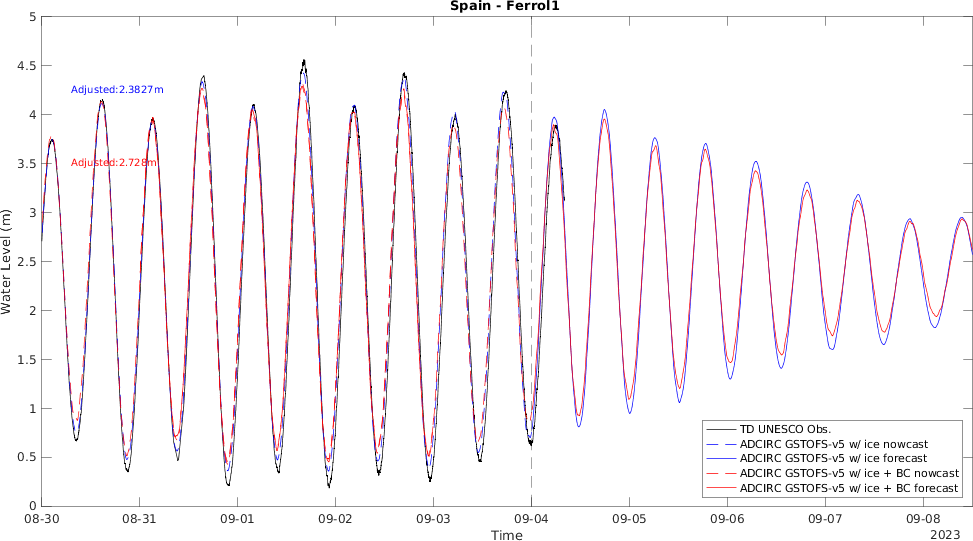 Spain - Ferrol1
5
4.5
4
3.5
3
2.5
2
1.5
1
0.5
0
Water Level (m)
Adjusted:2.3827m
Adjusted:2.728m
TD UNESCO Obs.
ADCIRC GSTOFS-v5 w/ ice nowcast
ADCIRC GSTOFS-v5 w/ ice forecast
ADCIRC GSTOFS-v5 w/ ice + BC nowcast
ADCIRC GSTOFS-v5 w/ ice + BC forecast
08-30 08-31 09-01 09-02 09-03 09-04 09-05 09-06 09-07 09-08
Time
2023